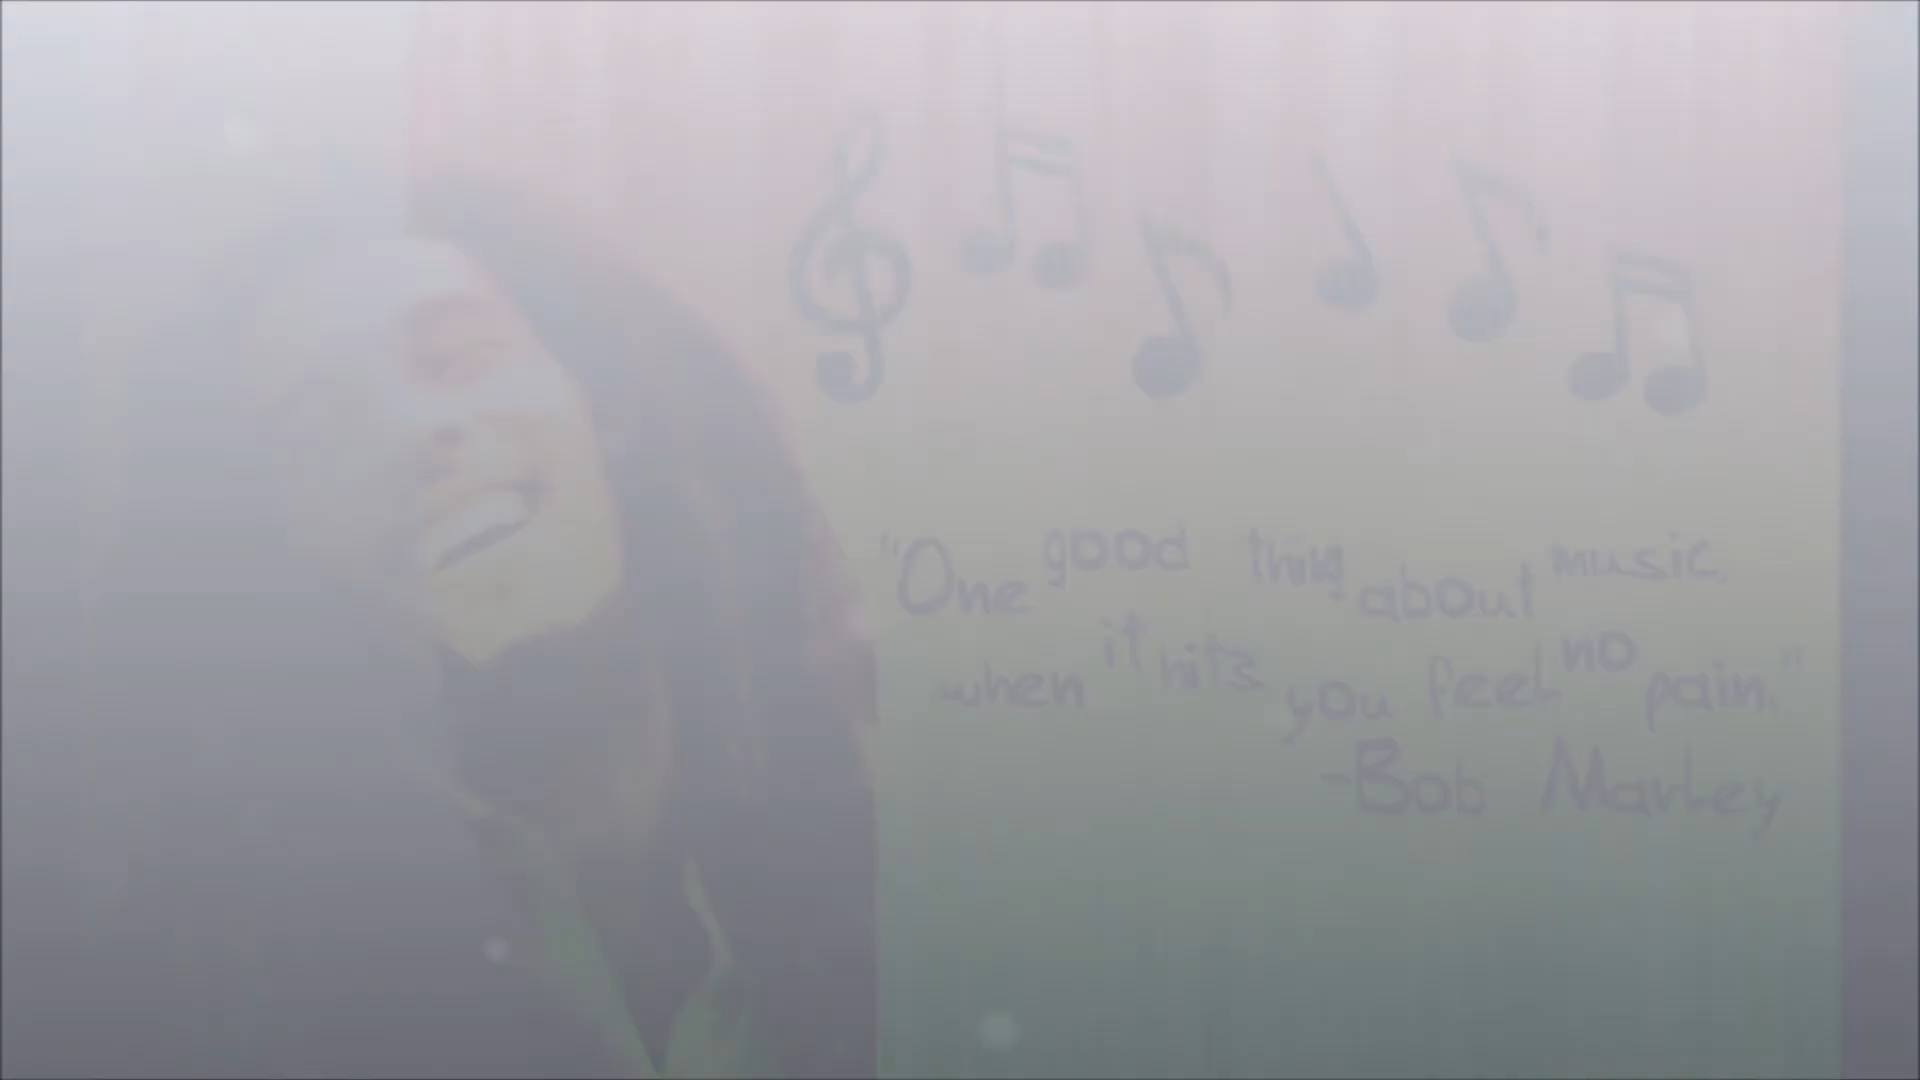 "One good thing about music,
when it hits you feel no pain."
-Bob Marley